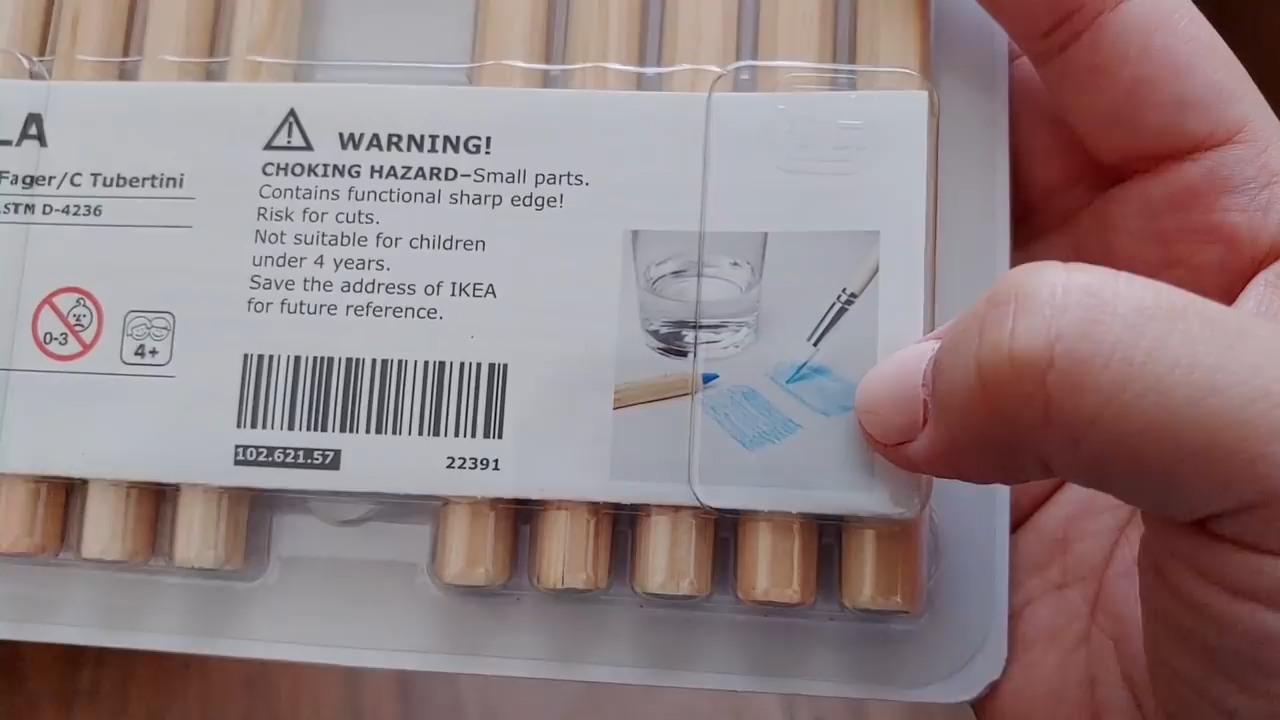 LA
Fager/C Tubertini
ASTM D-4236
0-3
4+
WARNING!
CHOKING HAZARD–Small parts.
Contains functional sharp edge!
Risk for cuts.
Not suitable for children
under 4 years.
Save the address of IKEA
for future reference.
102.621.57
22391